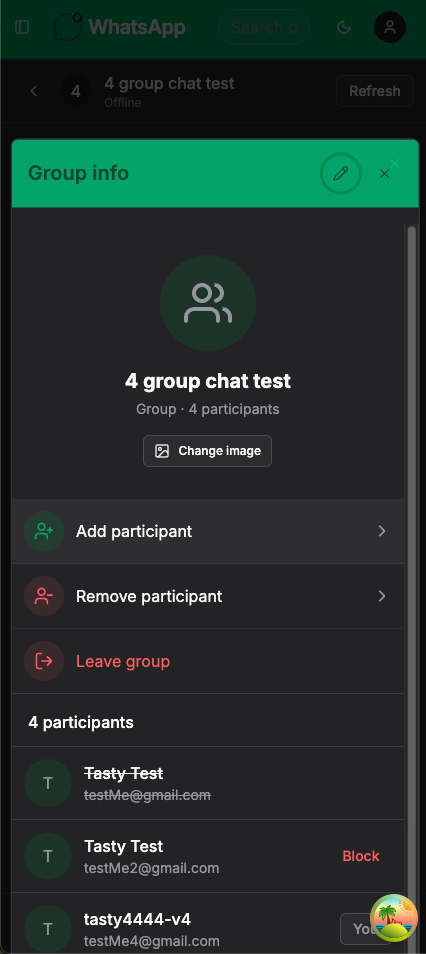 WhatsApp
Search o
4
4 group chat test
Offline
Refresh
Group info
4 group chat test
Group · 4 participants
Change image
Add participant
Remove participant
Leave group
4 participants
T
Tasty Test
testMe@gmail.com
T
Tasty Test
testMe2@gmail.com
Block
T
tasty4444-v4
testMe4@gmail.com